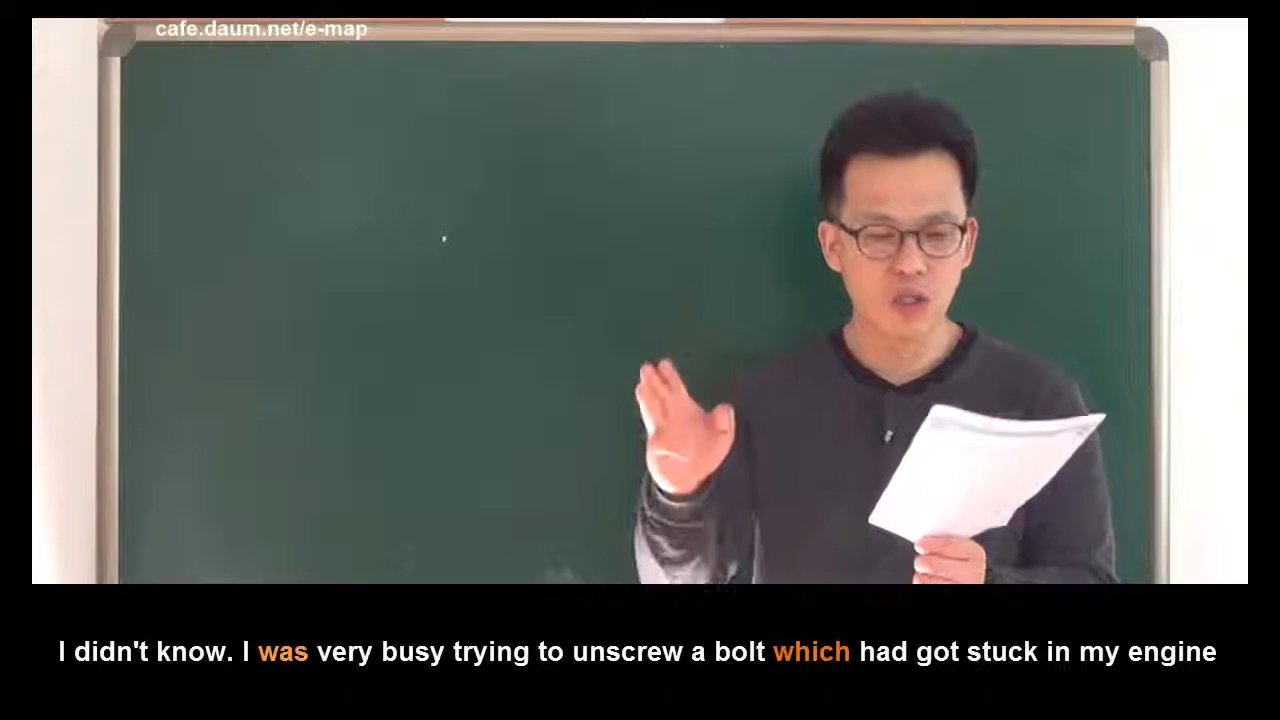 cafe.daum.net/e-map
I didn't know. I was very busy trying to unscrew a bolt which had got stuck in my engine